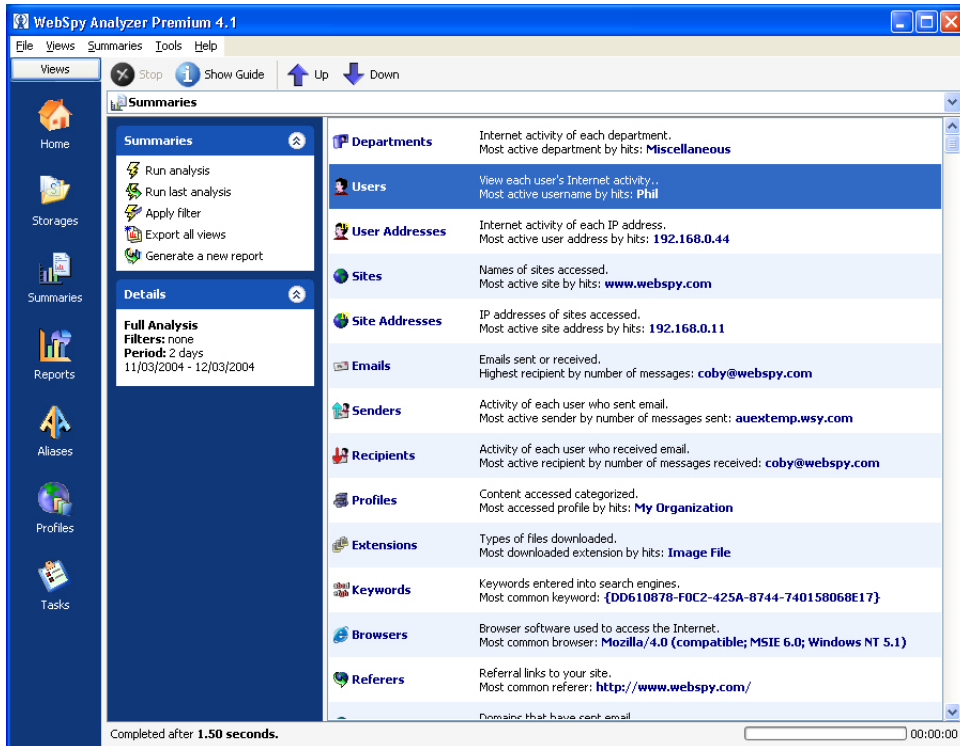 WebSpy Analyzer Premium 4.1
File Views Summaries Tools Help
Views
Stop Show Guide Up Down
Summaries
Home
Storages
Summaries
Reports
Aliases
Profiles
Tasks
Summaries
Run analysis
Run last analysis
Apply filter
Export all views
Generate a new report
Details
Full Analysis
Filters: none
Period: 2 days
11/03/2004 - 12/03/2004
Departments
Internet activity of each department.
Most active department by hits: Miscellaneous
Users
View each user's Internet activity..
Most active username by hits: Phil
User Addresses
Internet activity of each IP address.
Most active user address by hits: 192.168.0.44
Sites
Names of sites accessed.
Most active site by hits: www.webspy.com
Site Addresses
IP addresses of sites accessed.
Most active site address by hits: 192.168.0.11
Emails
Emails sent or received.
Highest recipient by number of messages: coby@webspy.com
Senders
Activity of each user who sent email.
Most active sender by number of messages sent: auextemp.wsy.com
Recipients
Activity of each user who received email.
Most active recipient by number of messages received: coby@webspy.com
Profiles
Content accessed categorized.
Most accessed profile by hits: My Organization
Extensions
Types of files downloaded.
Most downloaded extension by hits: Image File
Keywords
Keywords entered into search engines.
Most common keyword: {DD610878-F0C2-425A-8744-740158068E17}
Browsers
Browser software used to access the Internet.
Most common browser: Mozilla/4.0 (compatible; MSIE 6.0; Windows NT 5.1)
Referers
Referral links to your site.
Most common referer: http://www.webspy.com/
Domains that have sent email
Completed after 1.50 seconds.
00:00:00